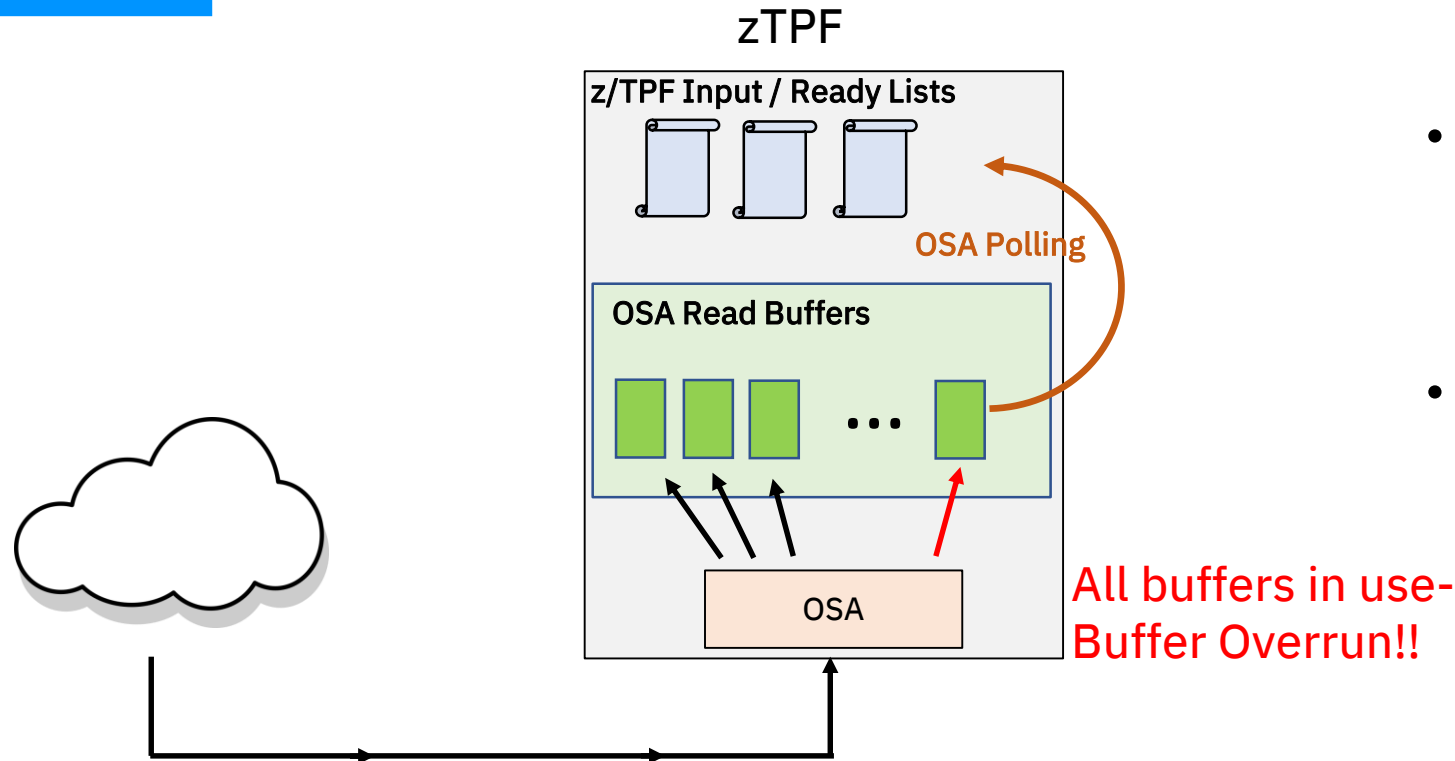 zTPF
z/TPF Input / Ready Lists
OSA Polling
OSA Read Buffers
...
OSA
All buffers in use-
Buffer Overrun!!
•
•